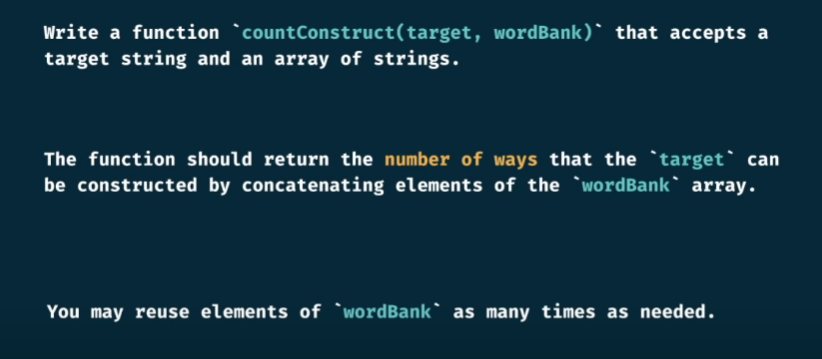 Write a function `countConstruct(target, wordBank)` that accepts a
target string and an array of strings.
The function should return the number of ways that the `target` can
be constructed by concatenating elements of the `wordBank` array.
You may reuse elements of `wordBank` as many times as needed.